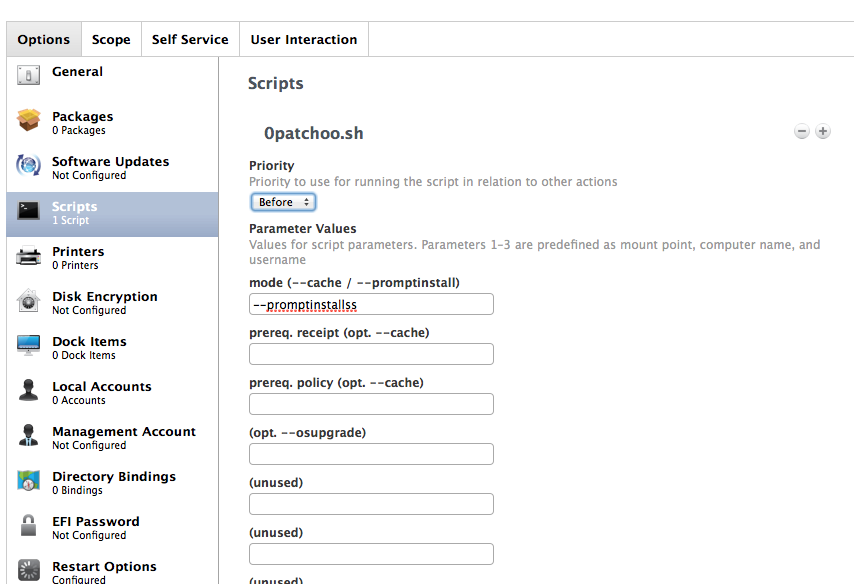 Options
Scope
Self Service
User Interaction
General
Packages
0 Packages
Software Updates
Not Configured
Scripts
1 Script
Printers
0 Printers
Disk Encryption
Not Configured
Dock Items
0 Dock Items
Local Accounts
0 Accounts
Management Account
Not Configured
Directory Bindings
0 Bindings
EFI Password
Not Configured
Restart Options
Configured
Scripts
0patchoo.sh
Priority
Priority to use for running the script in relation to other actions
Before
Parameter Values
Values for script parameters. Parameters 1-3 are predefined as mount point, computer name, and
username
mode (--cache / --promptinstall)
--promptinstallss
prereq. receipt (opt. --cache)
prereq. policy (opt. --cache)
(opt. --osupgrade)
(unused)
(unused)
(unused)